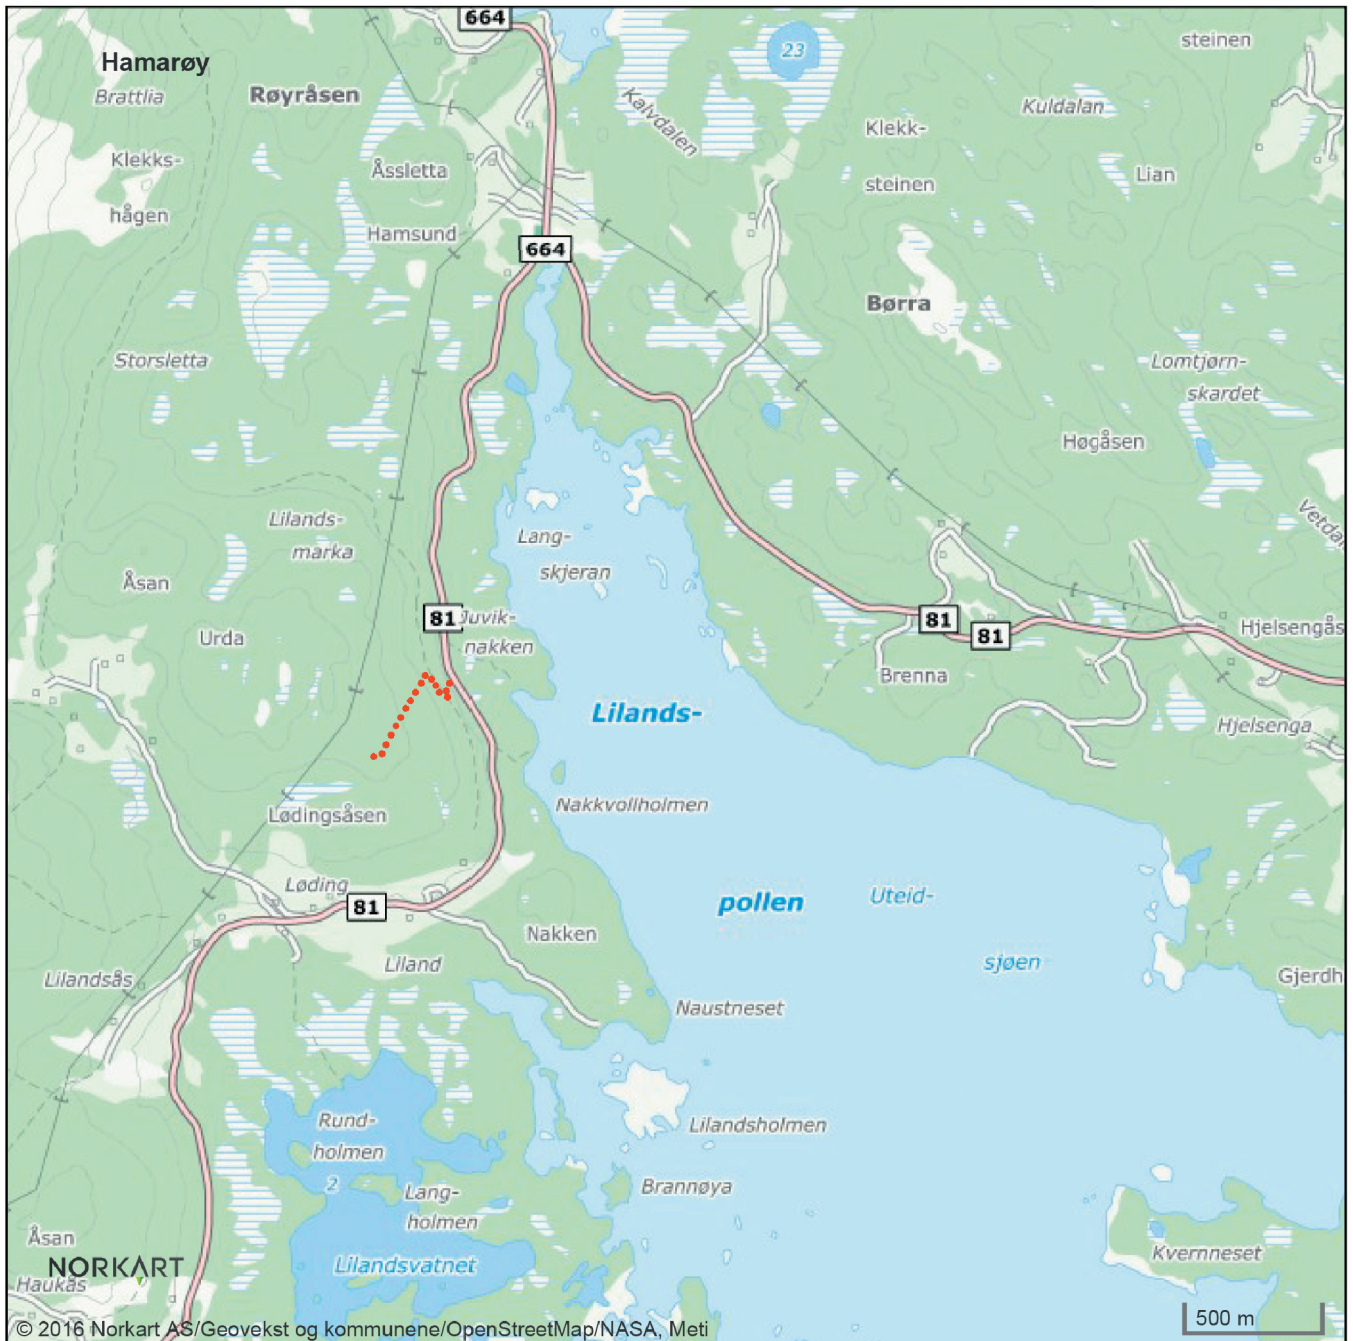 664
Hamarøy
Brattlia
Røyråsen
23
steinen
Kalvdalen
Kuldalan
Klekk-
steinen
Klekks-
hågen
Åssletta
Lian
Hamsund
664
Børra
Storsletta
Lomtjørn-
skardet
Høgåsen
Lilands-
marka
Lang-
skjeran
Åsan
Urda
81
Juvik-
nakken
81
81
Hjelsengås
Brenna
Lilands-
Hjelsenga
Nakkvollholmen
Lødingsåsen
Løding
81
pollen
Uteid-
sjøen
Nakken
Liland
Lilandsås
Gjerdh
Naustneset
Rund-
holmen
2
Lilandsholmen
Lang-
holmen
Brannøya
Åsan
Lilandsvatnet
Kvernneset
NORKART
Haukås
500 m
© 2016 Norkart AS/Geovekst og kommunene/OpenStreetMap/NASA, Meti